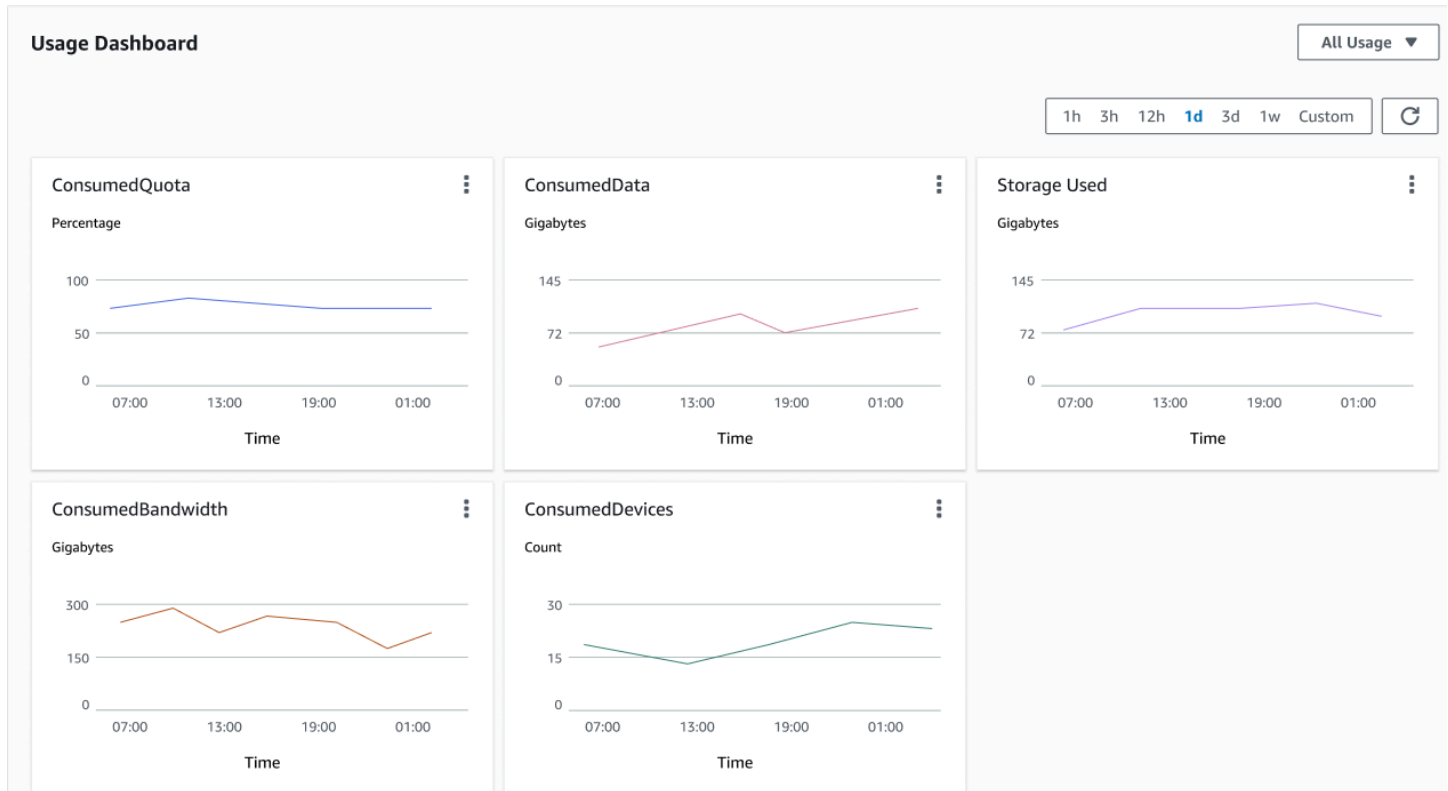 Usage Dashboard
All Usage
1h 3h 12h 1d 3d 1w Custom
ConsumedQuota
Percentage
100
50
0
07:00 13:00 19:00 01:00
Time
ConsumedData
Gigabytes
145
72
0
07:00 13:00 19:00 01:00
Time
Storage Used
Gigabytes
145
72
0
07:00 13:00 19:00 01:00
Time
ConsumedBandwidth
Gigabytes
300
150
0
07:00 13:00 19:00 01:00
Time
ConsumedDevices
Count
30
15
0
07:00 13:00 19:00 01:00
Time